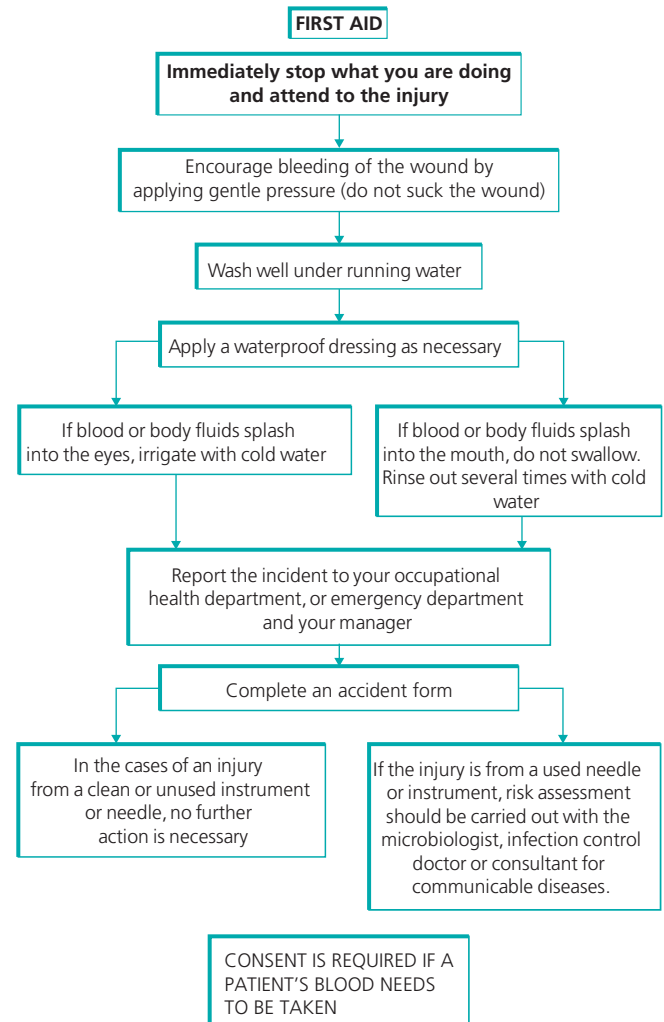 FIRST AID
Immediately stop what you are doing
and attend to the injury
Encourage bleeding of the wound by
applying gentle pressure (do not suck the wound)
Wash well under running water
Apply a waterproof dressing as necessary
If blood or body fluids splash
into the eyes, irrigate with cold water
If blood or body fluids splash
into the mouth, do not swallow.
Rinse out several times with cold
water
Report the incident to your occupational
health department, or emergency department
and your manager
Complete an accident form
In the cases of an injury
from a clean or unused instrument
or needle, no further
action is necessary
If the injury is from a used needle
or instrument, risk assessment
should be carried out with the
microbiologist, infection control
doctor or consultant for
communicable diseases.
CONSENT IS REQUIRED IF A
PATIENT'S BLOOD NEEDS
TO BE TAKEN